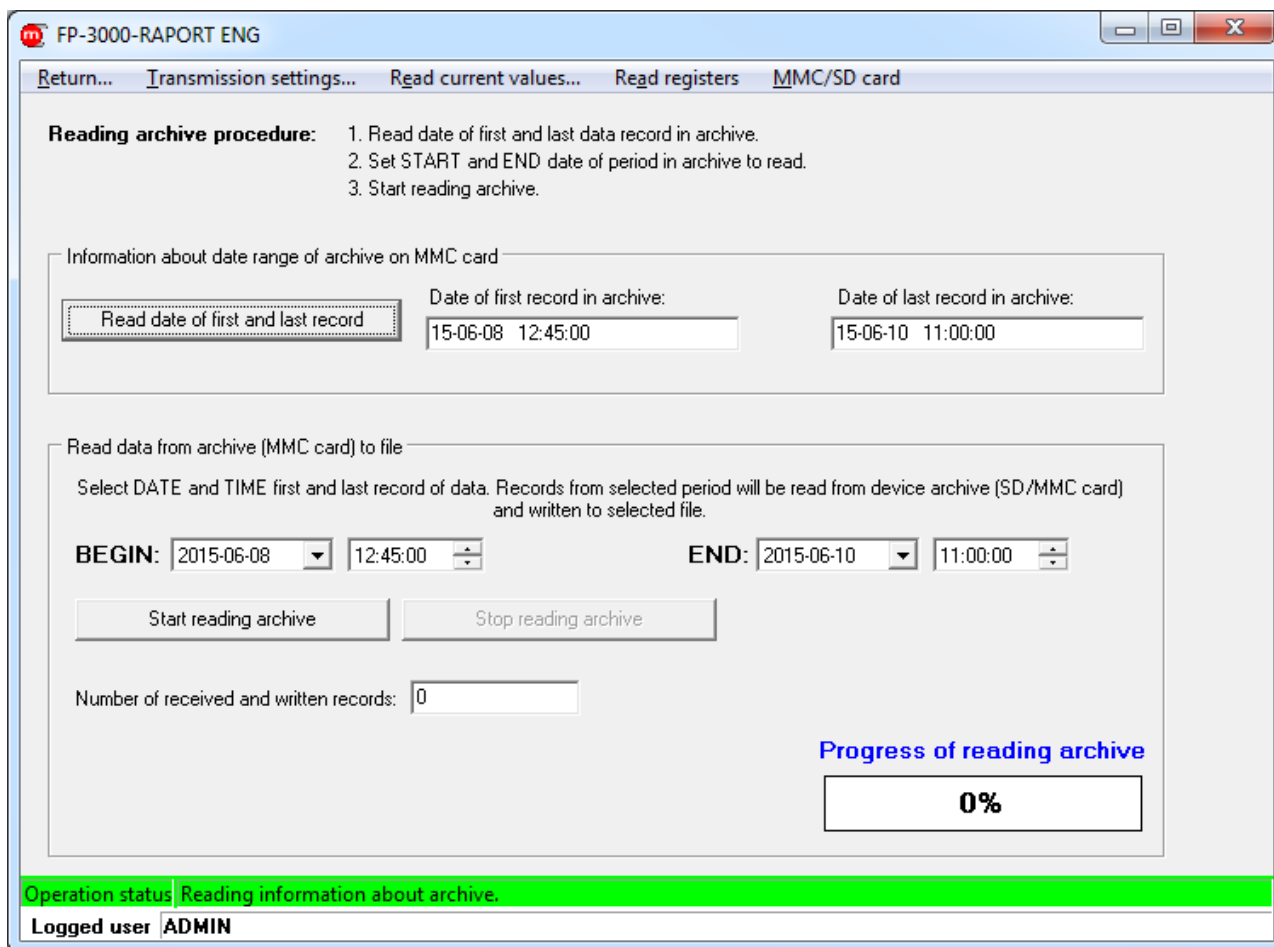 FP-3000-RAPORT ENG
Return... Transmission settings... Read current values... Read registers MMC/SD card
Reading archive procedure: 1. Read date of first and last data record in archive.
2. Set START and END date of period in archive to read.
3. Start reading archive.
Information about date range of archive on MMC card
Date of first record in archive: Date of last record in archive:
Read date of first and last record 15-06-08 12:45:00 15-06-10 11:00:00
Read data from archive (MMC card) to file
Select DATE and TIME first and last record of data. Records from selected period will be read from device archive (SD/MMC card)
and written to selected file.
BEGIN: 2015-06-08 12:45:00 END: 2015-06-10 11:00:00
Start reading archive Stop reading archive
Number of received and written records: 0
Progress of reading archive
0%
Operation status Reading information about archive.
Logged user ADMIN